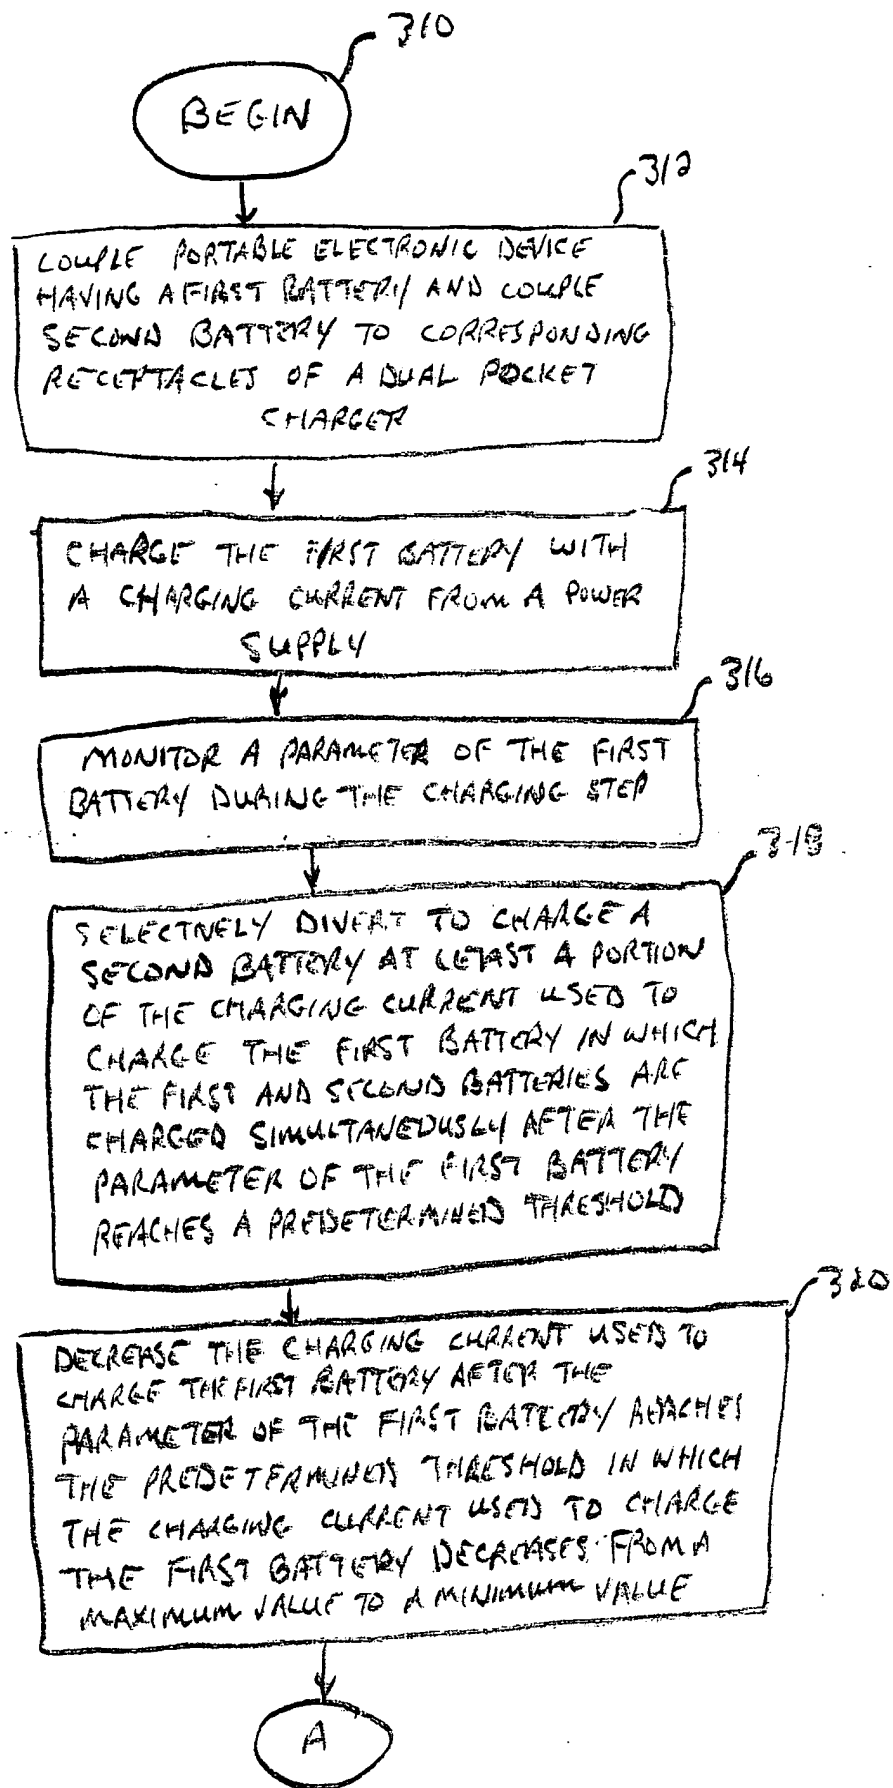 310
BEGIN
312
COUPLE PORTABLE ELECTRONIC DEVICE
HAVING A FIRST BATTERY AND COUPLE
SECOND BATTERY TO CORRESPONDING
RECEPTACLES OF A DUAL POCKET
CHARGER
314
CHARGE THE FIRST BATTERY WITH
A CHARGING CURRENT FROM A POWER
SUPPLY
316
MONITOR A PARAMETER OF THE FIRST
BATTERY DURING THE CHARGING STEP
318
SELECTIVELY DIVERT TO CHARGE A
SECOND BATTERY AT LEAST A PORTION
OF THE CHARGING CURRENT USED TO
CHARGE THE FIRST BATTERY IN WHICH
THE FIRST AND SECOND BATTERIES ARE
CHARGED SIMULTANEOUSLY AFTER THE
PARAMETER OF THE FIRST BATTERY
REACHES A PREDETERMINED THRESHOLD
320
DECREASE THE CHARGING CURRENT USED TO
CHARGE THE FIRST BATTERY AFTER THE
PARAMETER OF THE FIRST BATTERY REACHES
THE PREDETERMINED THRESHOLD IN WHICH
THE CHARGING CURRENT USED TO CHARGE
THE FIRST BATTERY DECREASES FROM A
MAXIMUM VALUE TO A MINIMUM VALUE
A